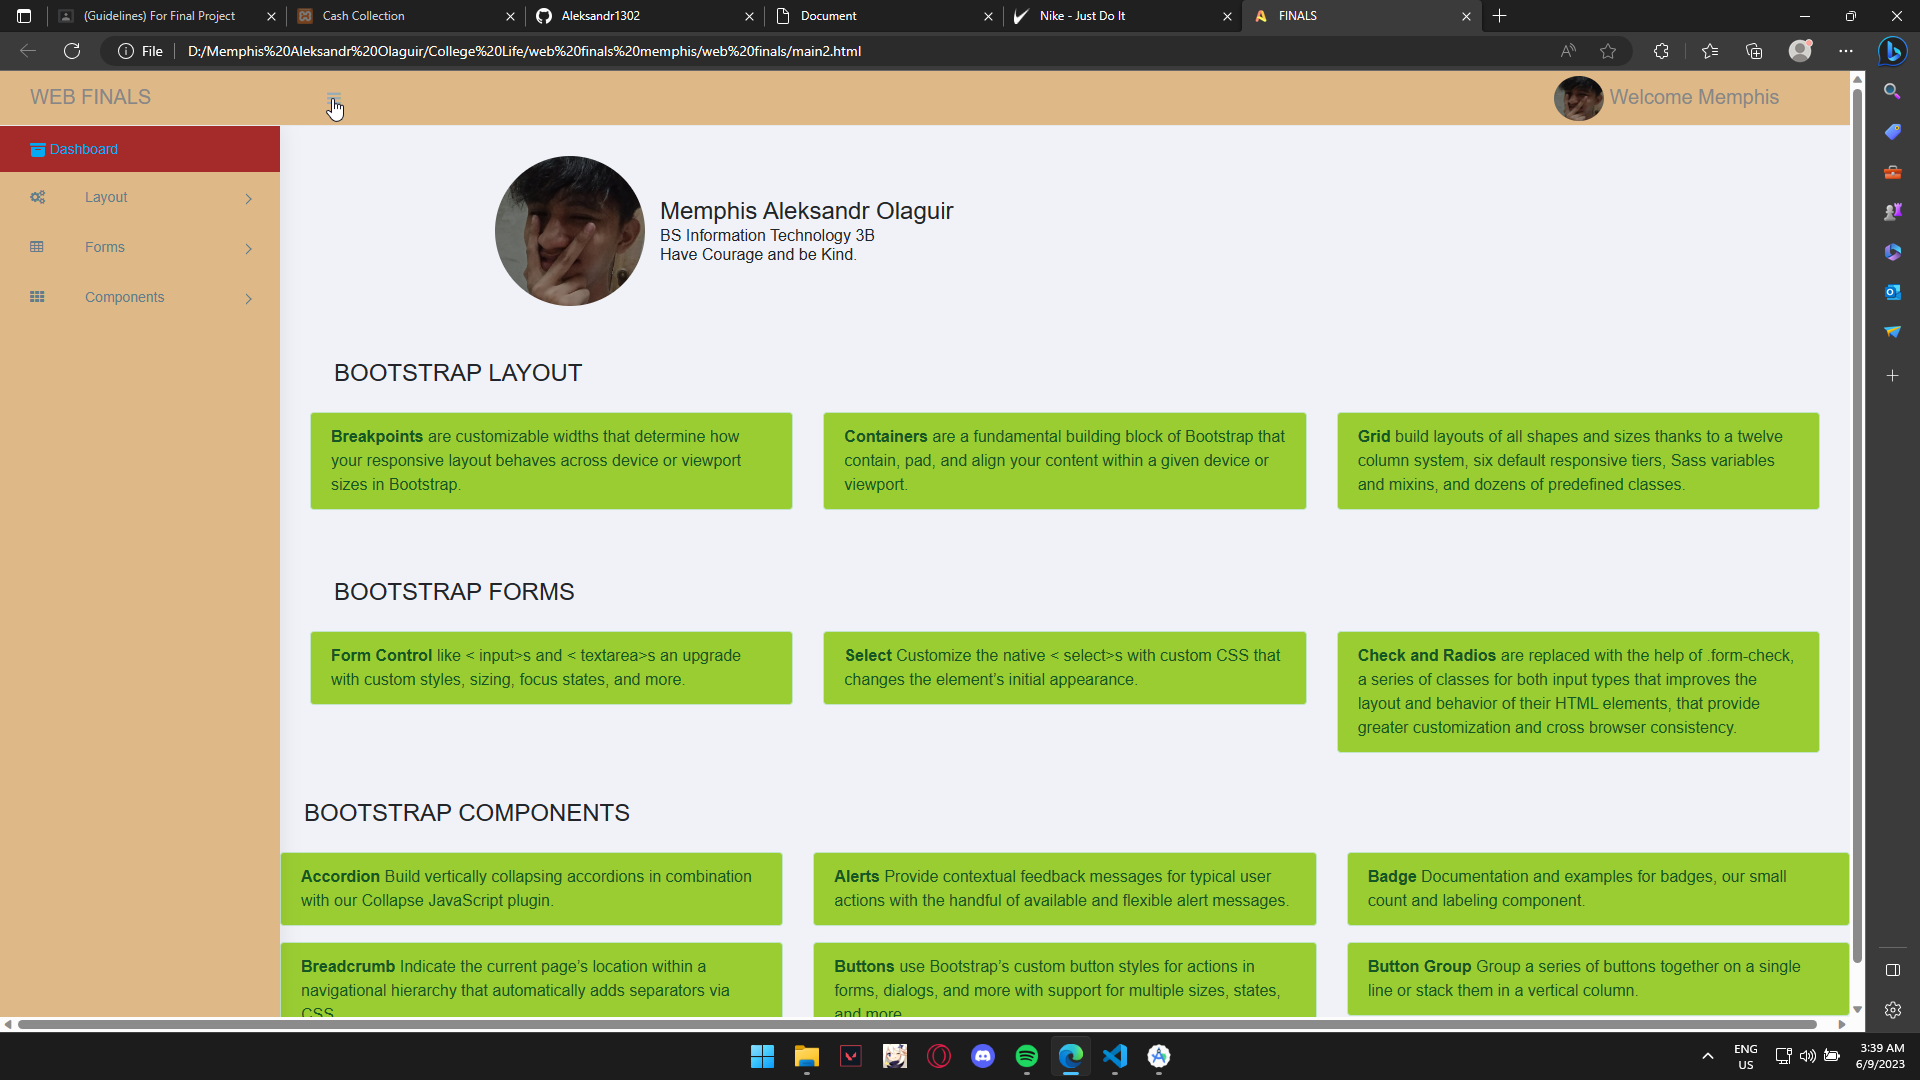 (Guidelines) For Final Project
Cash Collection
Aleksandr1302
Document
Nike - Just Do It
FINALS
File
D:/Memphis%20Aleksandr%20Olaguir/College%20Life/web%20finals%20memphis/web%20finals/main2.html
WEB FINALS
Welcome Memphis
Dashboard
Layout
Forms
Components
Memphis Aleksandr Olaguir
BS Information Technology 3B
Have Courage and be Kind.
BOOTSTRAP LAYOUT
Breakpoints are customizable widths that determine how
your responsive layout behaves across device or viewport
sizes in Bootstrap.
Containers are a fundamental building block of Bootstrap that
contain, pad, and align your content within a given device or
viewport.
Grid build layouts of all shapes and sizes thanks to a twelve
column system, six default responsive tiers, Sass variables
and mixins, and dozens of predefined classes.
BOOTSTRAP FORMS
Form Control like < input>s and < textarea>s an upgrade
with custom styles, sizing, focus states, and more.
Select Customize the native < select>s with custom CSS that
changes the element’s initial appearance.
Check and Radios are replaced with the help of .form-check,
a series of classes for both input types that improves the
layout and behavior of their HTML elements, that provide
greater customization and cross browser consistency.
BOOTSTRAP COMPONENTS
Accordion Build vertically collapsing accordions in combination
with our Collapse JavaScript plugin.
Alerts Provide contextual feedback messages for typical user
actions with the handful of available and flexible alert messages.
Badge Documentation and examples for badges, our small
count and labeling component.
Breadcrumb Indicate the current page’s location within a
navigational hierarchy that automatically adds separators via
CSS.
Buttons use Bootstrap’s custom button styles for actions in
forms, dialogs, and more with support for multiple sizes, states,
and more.
Button Group Group a series of buttons together on a single
line or stack them in a vertical column.
ENG
US
3:39 AM
6/9/2023